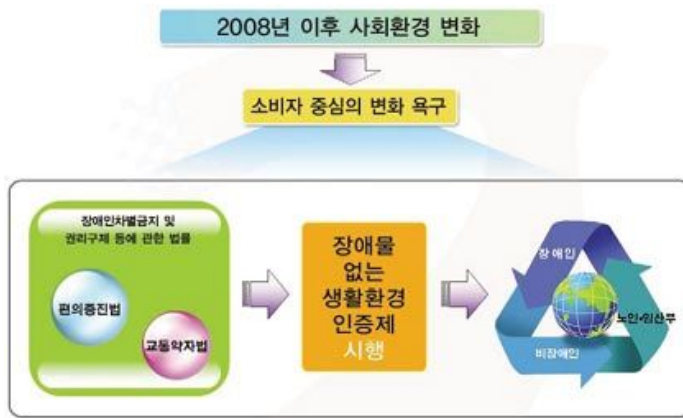 2008년 이후 사회환경 변화
소비자 중심의 변화 욕구
장애인차별금지 및
권리구제 등에 관한 법률
편의증진법
교통약자법
장애물
없는
생활환경
인증제
시행
장애인
노인·임산부
비장애인